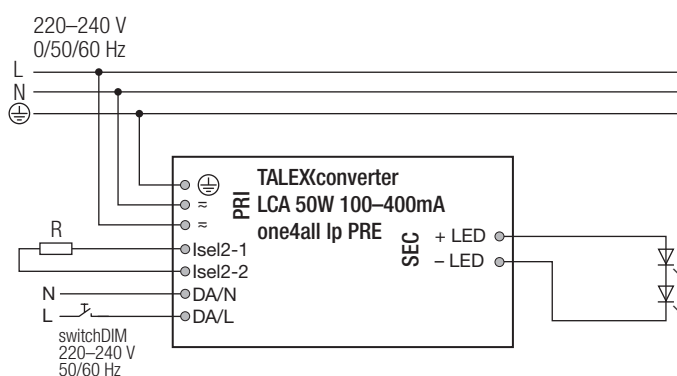 220–240 V
0/50/60 Hz
L
N
TALEXXconverter
LCA 50W 100–400mA
one4all lp PRE
PRI
SEC
≂
≂
+ LED
– LED
R
Isel2-1
Isel2-2
N
DA/N
L
DA/L
switchDIM
220–240 V
50/60 Hz